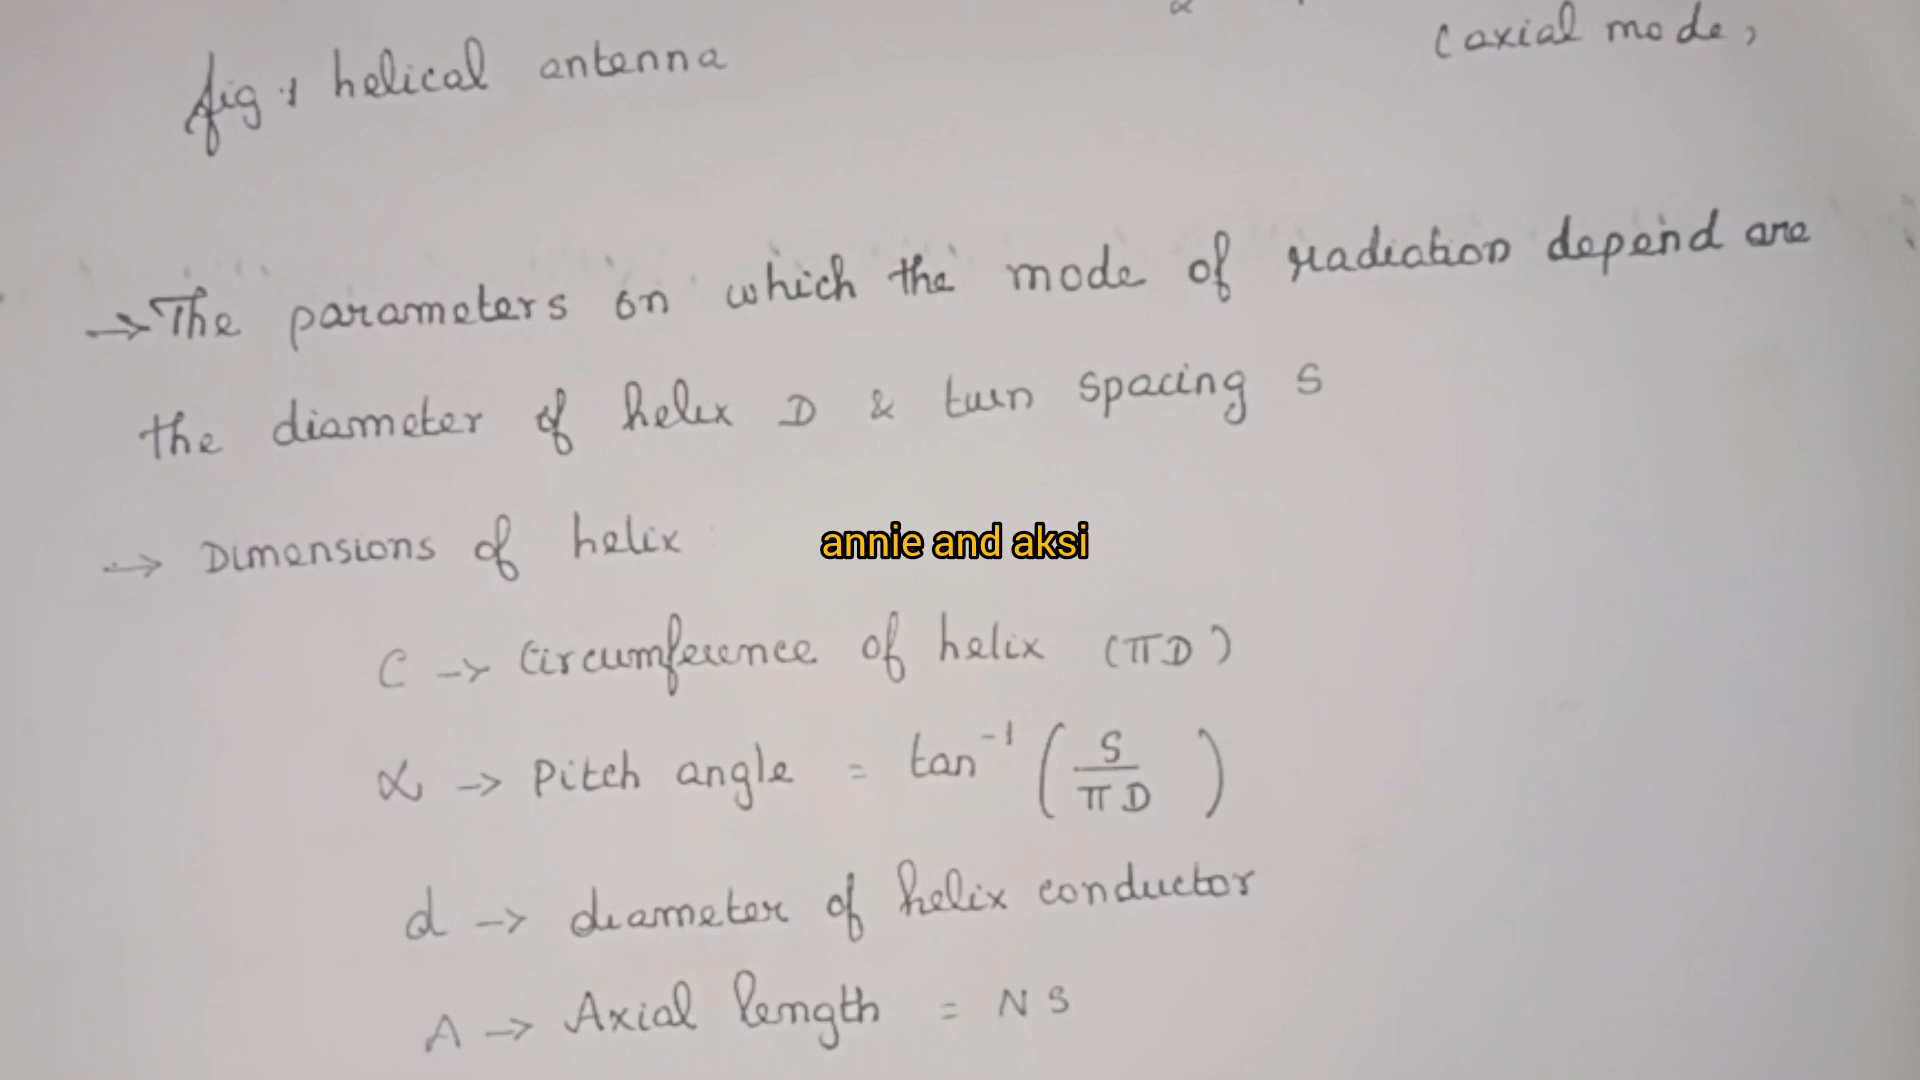 (axial mode,
fig.1 helical antenna
→ The parameters on which the mode of radiation depend are
the diameter of helix D & turn spacing S
→ Dimensions of helix
annie and aksi
C → Circumference of helix (πD)
α → Pitch angle = tan⁻¹ (S/πD)
d → diameter of helix conductor
A → Axial length = NS